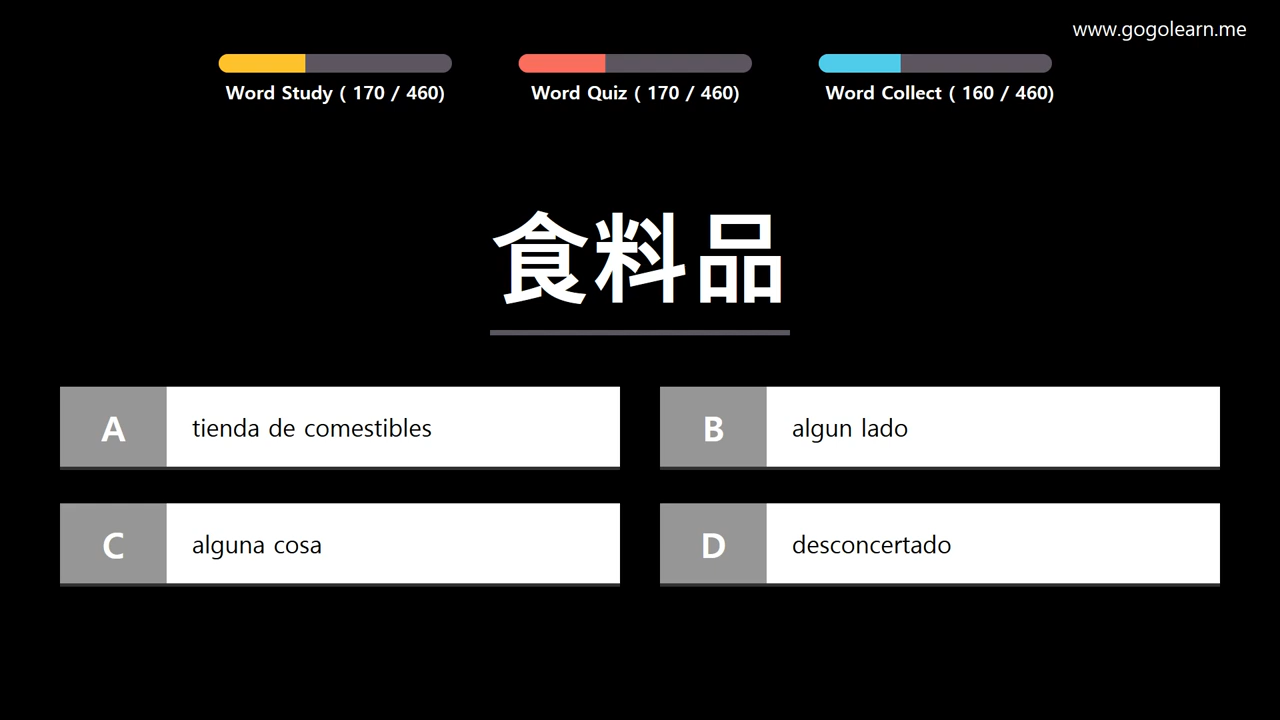 www.gogolearn.me
Word Study ( 170 / 460)
Word Quiz ( 170 / 460)
Word Collect ( 160 / 460)
食料品
A tienda de comestibles
B algun lado
C alguna cosa
D desconcertado